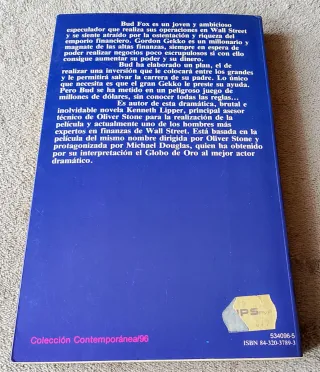 Bud Fox es un joven y ambicioso
especulador que realiza sus operaciones en Wall Street
y se siente atraído por la ostentación y riqueza del
emporio financiero. Gordon Gekko es un millonario y
magnate de las altas finanzas, siempre en espera de
poder realizar negocios poco escrupulosos si con ello
consigue aumentar su poder y su dinero.
Bud ha elaborado un plan, el de
realizar una inversión que le colocará entre los grandes
y le permitirá salvar la carrera de su padre. Lo único
que necesita es que el gran Gekko le preste su ayuda.
Pero Bud se ha metido en un peligroso juego de
millones de dólares, sin conocer todas las reglas...
Es autor de esta dramática, brutal e
inolvidable novela Kenneth Lipper, principal asesor
técnico de Oliver Stone para la realización de la
película y actualmente uno de los hombres más
expertos en finanzas de Wall Street. Está basada en la
película del mismo nombre dirigida por Oliver Stone y
protagonizada por Michael Douglas, quien ha obtenido
por su interpretación el Globo de Oro al mejor actor
dramático.
534006-5
ISBN 84-320-3789-3
Colección Contemporánea/96